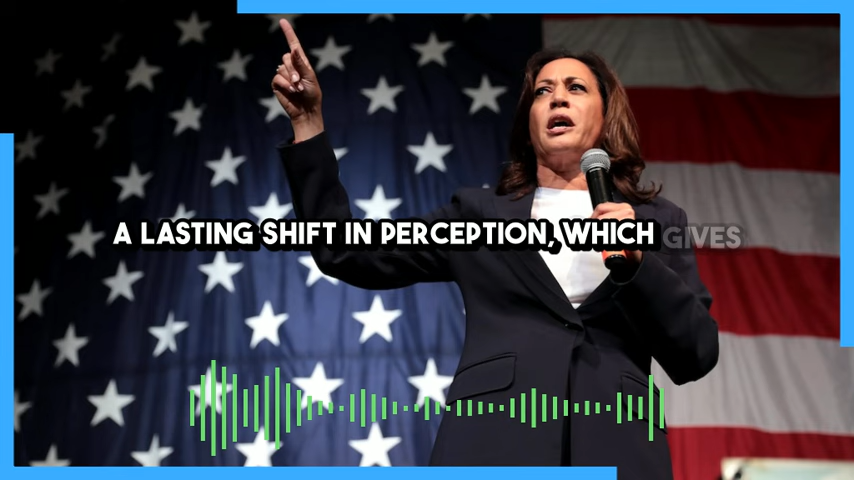 A LASTING SHIFT IN PERCEPTION, WHICH GIVES